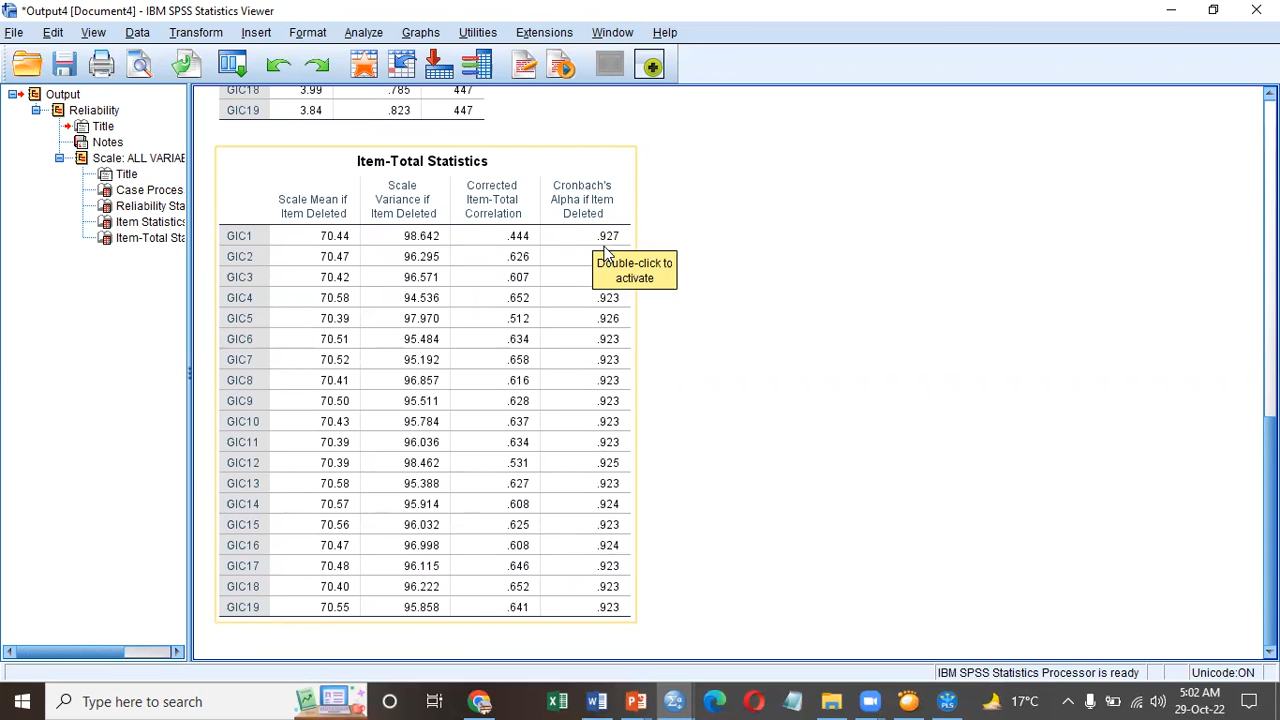 *Output4 [Document4] - IBM SPSS Statistics Viewer
File Edit View Data Transform Insert Format Analyze Graphs Utilities Extensions Window Help
Output
Reliability
Title
Notes
Scale: ALL VARIAB
Title
Case Proces
Reliability Sta
Item Statistics
Item-Total Sta
GIC18 3.99 .785 447
GIC19 3.84 .823 447
Item-Total Statistics
Scale Mean if Item Deleted
Scale Variance if Item Deleted
Corrected Item-Total Correlation
Cronbach's Alpha if Item Deleted
GIC1 70.44 98.642 .444 .927
GIC2 70.47 96.295 .626
GIC3 70.42 96.571 .607
GIC4 70.58 94.536 .652 .923
GIC5 70.39 97.970 .512 .926
GIC6 70.51 95.484 .634 .923
GIC7 70.52 95.192 .658 .923
GIC8 70.41 96.857 .616 .923
GIC9 70.50 95.511 .628 .923
GIC10 70.43 95.784 .637 .923
GIC11 70.39 96.036 .634 .923
GIC12 70.39 98.462 .531 .925
GIC13 70.58 95.388 .627 .923
GIC14 70.57 95.914 .608 .924
GIC15 70.56 96.032 .625 .923
GIC16 70.47 96.998 .608 .924
GIC17 70.48 96.115 .646 .923
GIC18 70.40 96.222 .652 .923
GIC19 70.55 95.858 .641 .923
Double-click to
activate
IBM SPSS Statistics Processor is ready
Unicode:ON
Type here to search
17°C
5:02 AM
29-Oct-22